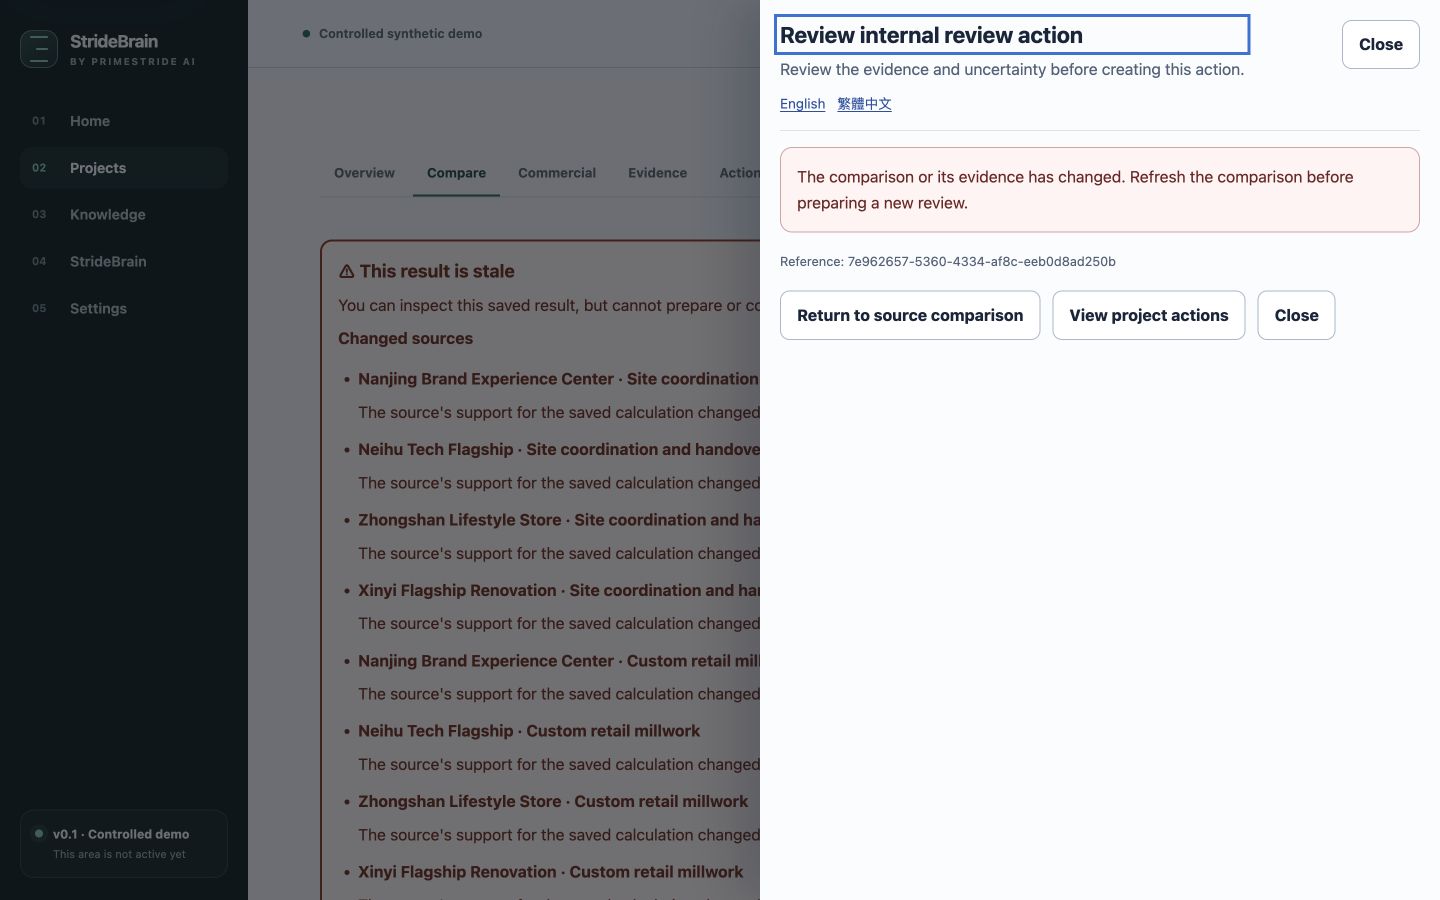 StrideBrain
BY PRIMESTRIDE AI
01 Home
02 Projects
03 Knowledge
04 StrideBrain
05 Settings
v0.1 · Controlled demo
This area is not active yet
Controlled synthetic demo
Overview Compare Commercial Evidence Action
This result is stale
You can inspect this saved result, but cannot prepare or
Changed sources
• Nanjing Brand Experience Center · Site coordination
The source's support for the saved calculation changed
• Neihu Tech Flagship · Site coordination and
The source's support for the saved calculation changed
• Zhongshan Lifestyle Store · Site coordination and
The source's support for the saved calculation changed
• Xinyi Flagship Renovation · Site coordination and
The source's support for the saved calculation changed
• Nanjing Brand Experience Center · Custom retail
The source's support for the saved calculation changed
• Neihu Tech Flagship · Custom retail millwork
The source's support for the saved calculation changed
• Zhongshan Lifestyle Store · Custom retail millwork
The source's support for the saved calculation changed
• Xinyi Flagship Renovation · Custom retail millwork
Review internal review action
Close
Review the evidence and uncertainty before creating this action.
English 繁體中文
The comparison or its evidence has changed. Refresh the comparison before
preparing a new review.
Reference: 7e962657-5360-4334-af8c-eeb0d8ad250b
Return to source comparison View project actions Close